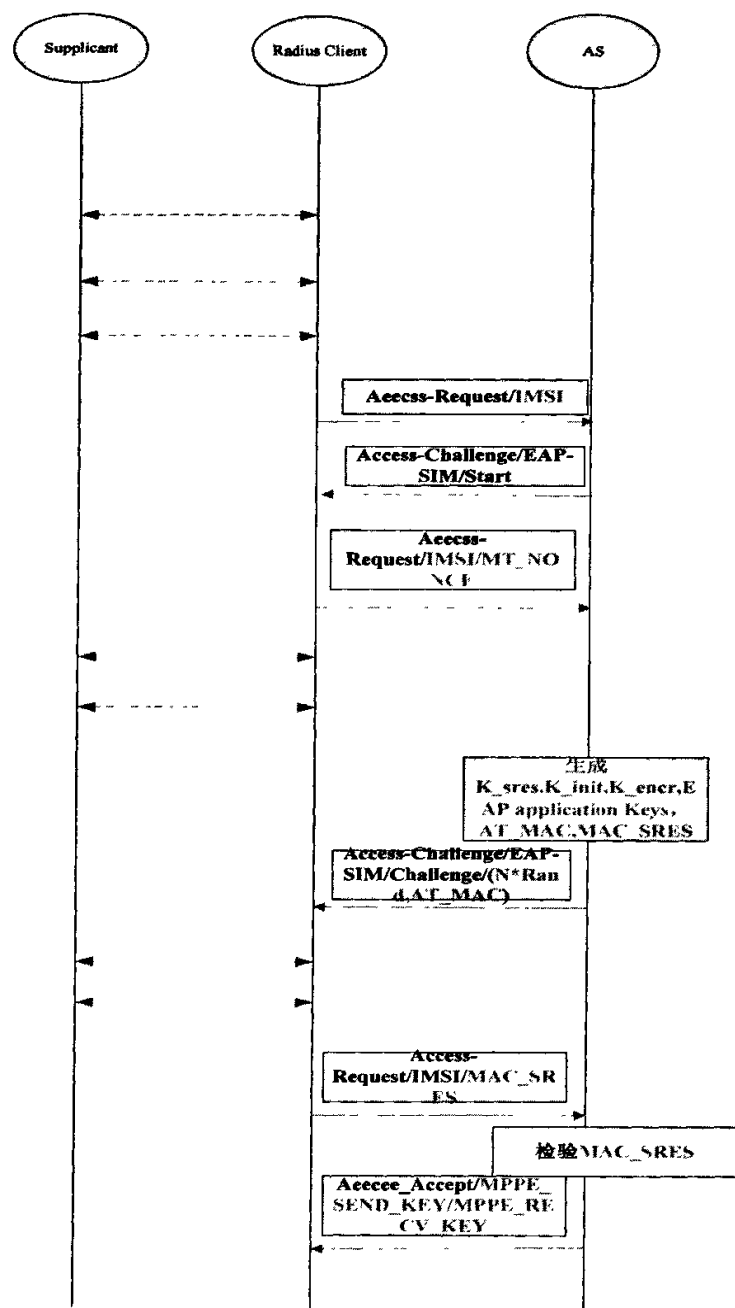 Supplicant
Radius Client
AS
Aeecss-Request/IMSI
Access-Challenge/EAP-
SIM/Start
Aeecss-
Request/IMSI/MT_NO
NCE
生成
K_sres,K_init,K_encr,E
AP application Keys,
AT_MAC,MAC_SRES
Access-Challenge/EAP-
SIM/Challenge/(N*Ran
d,AT_MAC)
Access-
Request/IMSI/MAC_SR
ES
检验MAC_SRES
Aeecee_Accept/MPPE_
SEND_KEY/MPPE_RE
CV_KEY